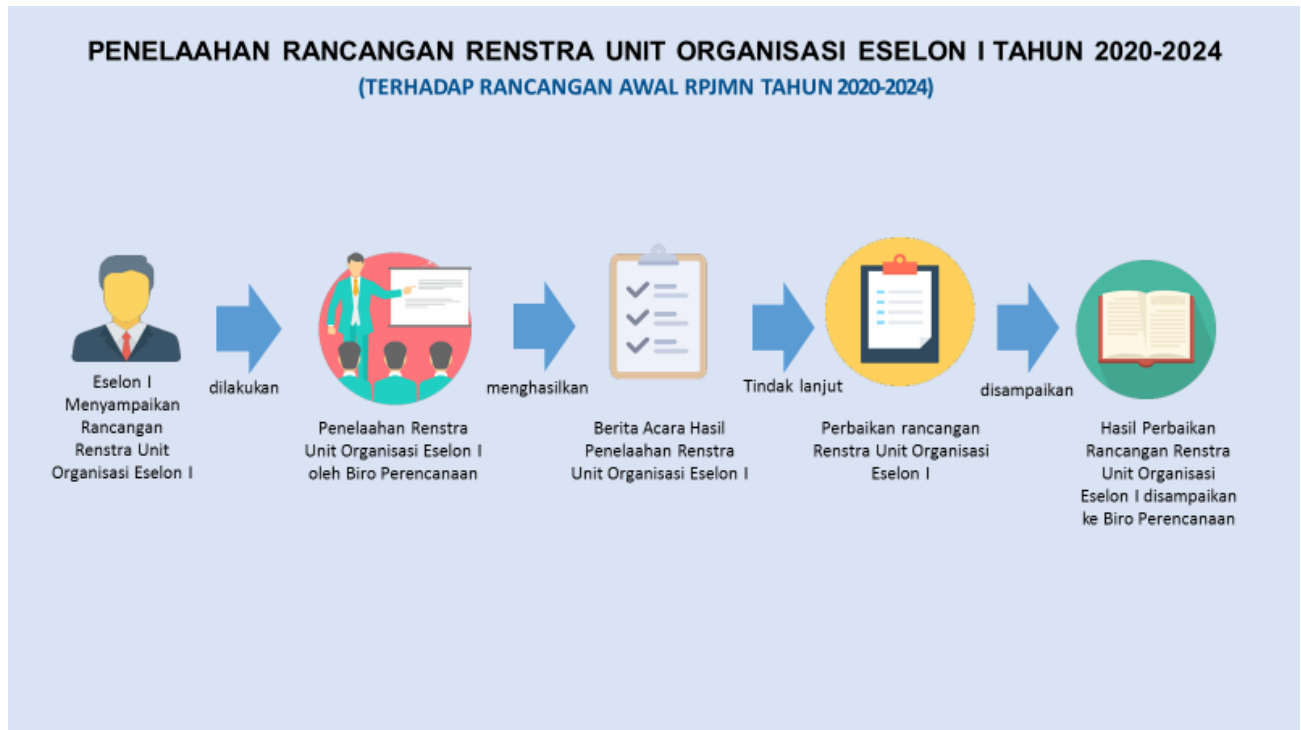 PENELAAHAN RANCANGAN RENSTRA UNIT ORGANISASI ESELON I TAHUN 2020-2024
(TERHADAP RANCANGAN AWAL RPJMN TAHUN 2020-2024)
Eselon I
Menyampaikan
Rancangan
Renstra Unit
Organisasi Eselon I
dilakukan
Penelaahan Renstra
Unit Organisasi Eselon I
oleh Biro Perencanaan
menghasilkan
Berita Acara Hasil
Penelaahan Renstra
Unit Organisasi Eselon I
Tindak lanjut
Perbaikan rancangan
Renstra Unit Organisasi
Eselon I
disampaikan
Hasil Perbaikan
Rancangan Renstra
Unit Organisasi
Eselon I disampaikan
ke Biro Perencanaan